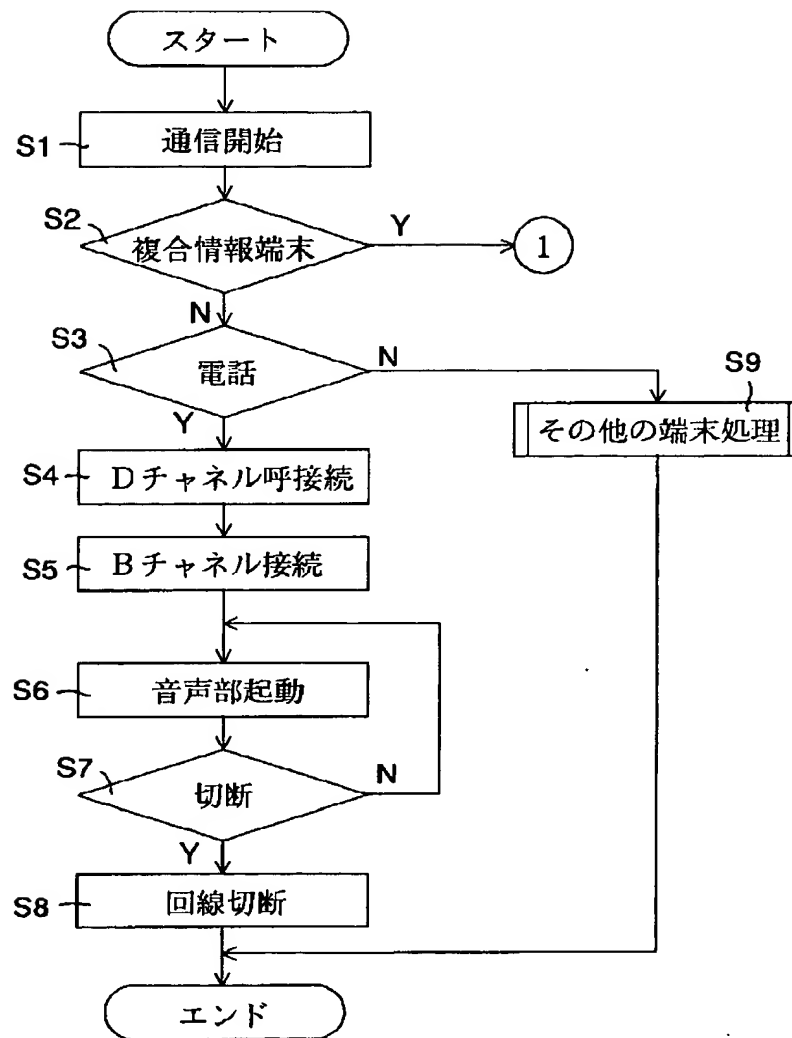 スタート
S1
通信開始
S2
複合情報端末
Y
1
N
S3
電話
N
S9
その他の端末処理
Y
S4
Dチャネル呼接続
S5
Bチャネル接続
S6
音声部起動
S7
切断
N
Y
S8
回線切断
エンド